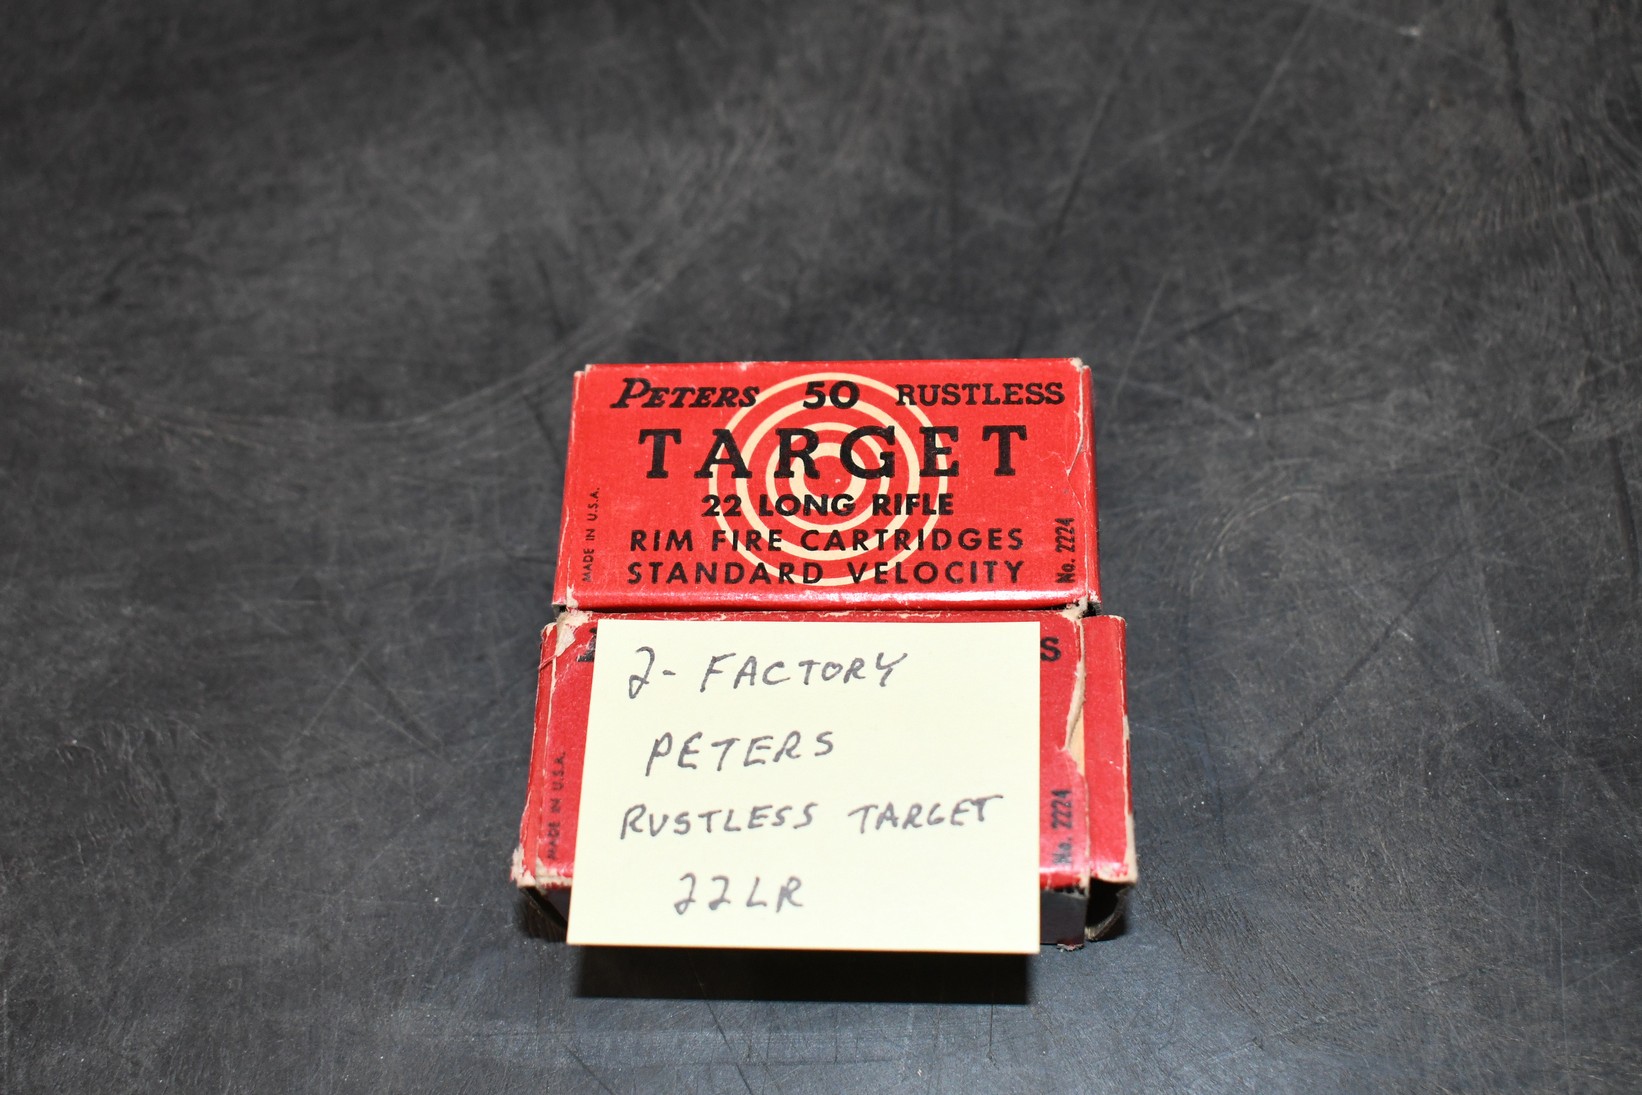 PETERS 50 RUSTLESS
TARGET
22 LONG RIFLE
RIM FIRE CARTRIDGES
STANDARD VELOCITY
MADE IN U.S.A.
No. 2224
S
2- FACTORY
PETERS
RUSTLESS TARGET
22LR
MADE IN U.S.A.
No. 2224